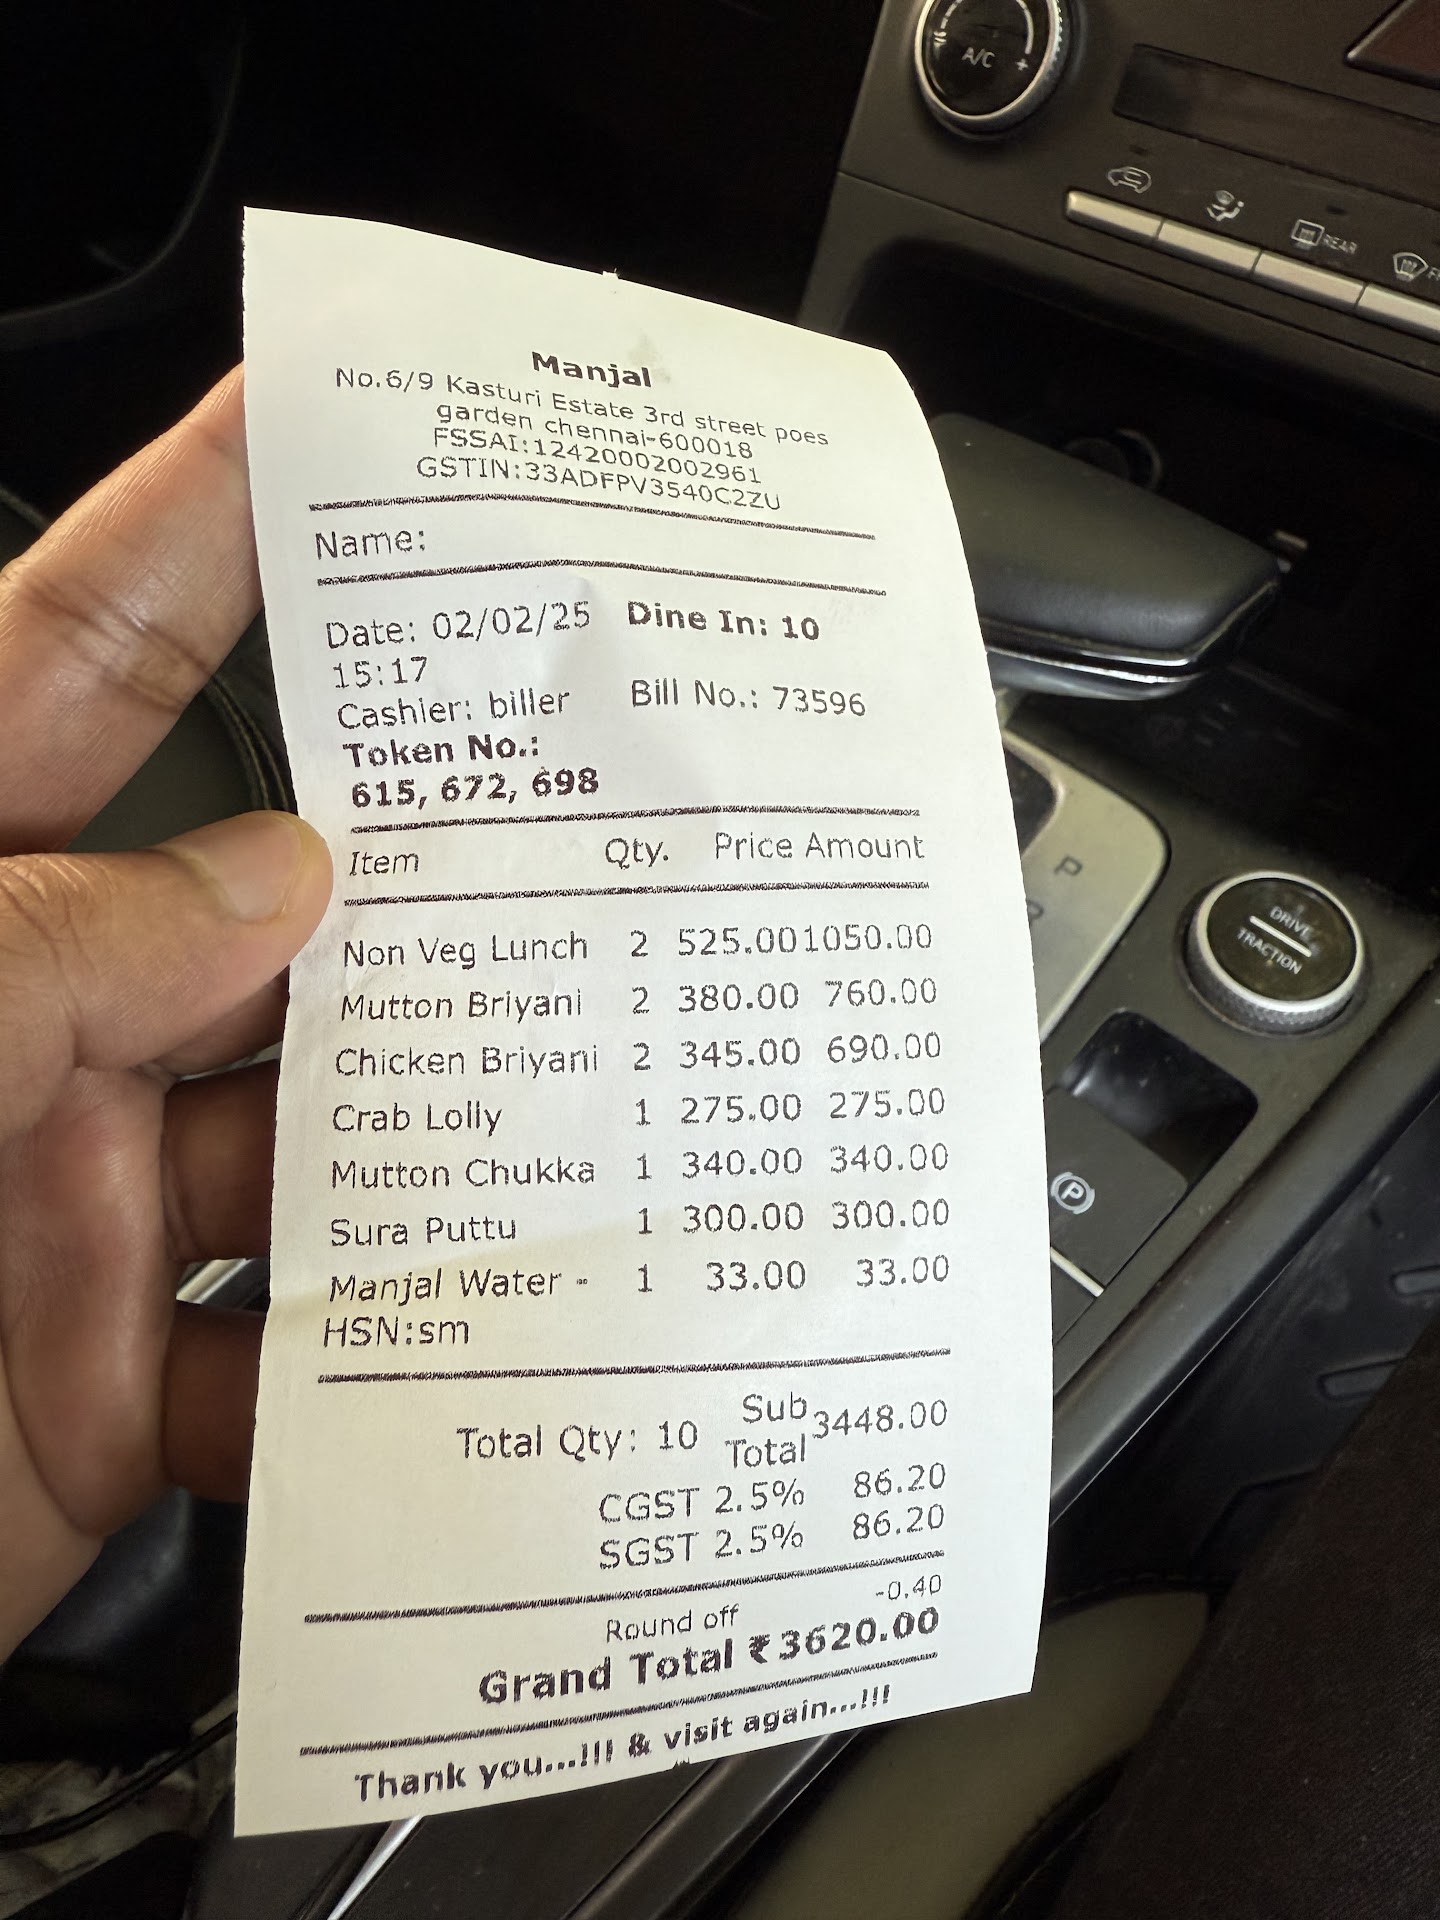 A/C +
REAR
Manjal
No.6/9 Kasturi Estate 3rd street poes
garden chennai-600018
FSSAI:12420002002961
GSTIN:33ADFPV3540C2ZU
Name:
Date: 02/02/25 Dine In: 10
15:17
Cashier: biller Bill No.: 73596
Token No.:
615, 672, 698
Item Qty. Price Amount
Non Veg Lunch 2 525.00 1050.00
Mutton Briyani 2 380.00 760.00
Chicken Briyani 2 345.00 690.00
Crab Lolly 1 275.00 275.00
Mutton Chukka 1 340.00 340.00
Sura Puttu 1 300.00 300.00
Manjal Water - 1 33.00 33.00
HSN:sm
Total Qty: 10 Sub Total 3448.00
CGST 2.5% 86.20
SGST 2.5% 86.20
Round off -0.40
Grand Total ₹3620.00
Thank you...!!! & visit again...!!!
P
DRIVE
TRACTION
P